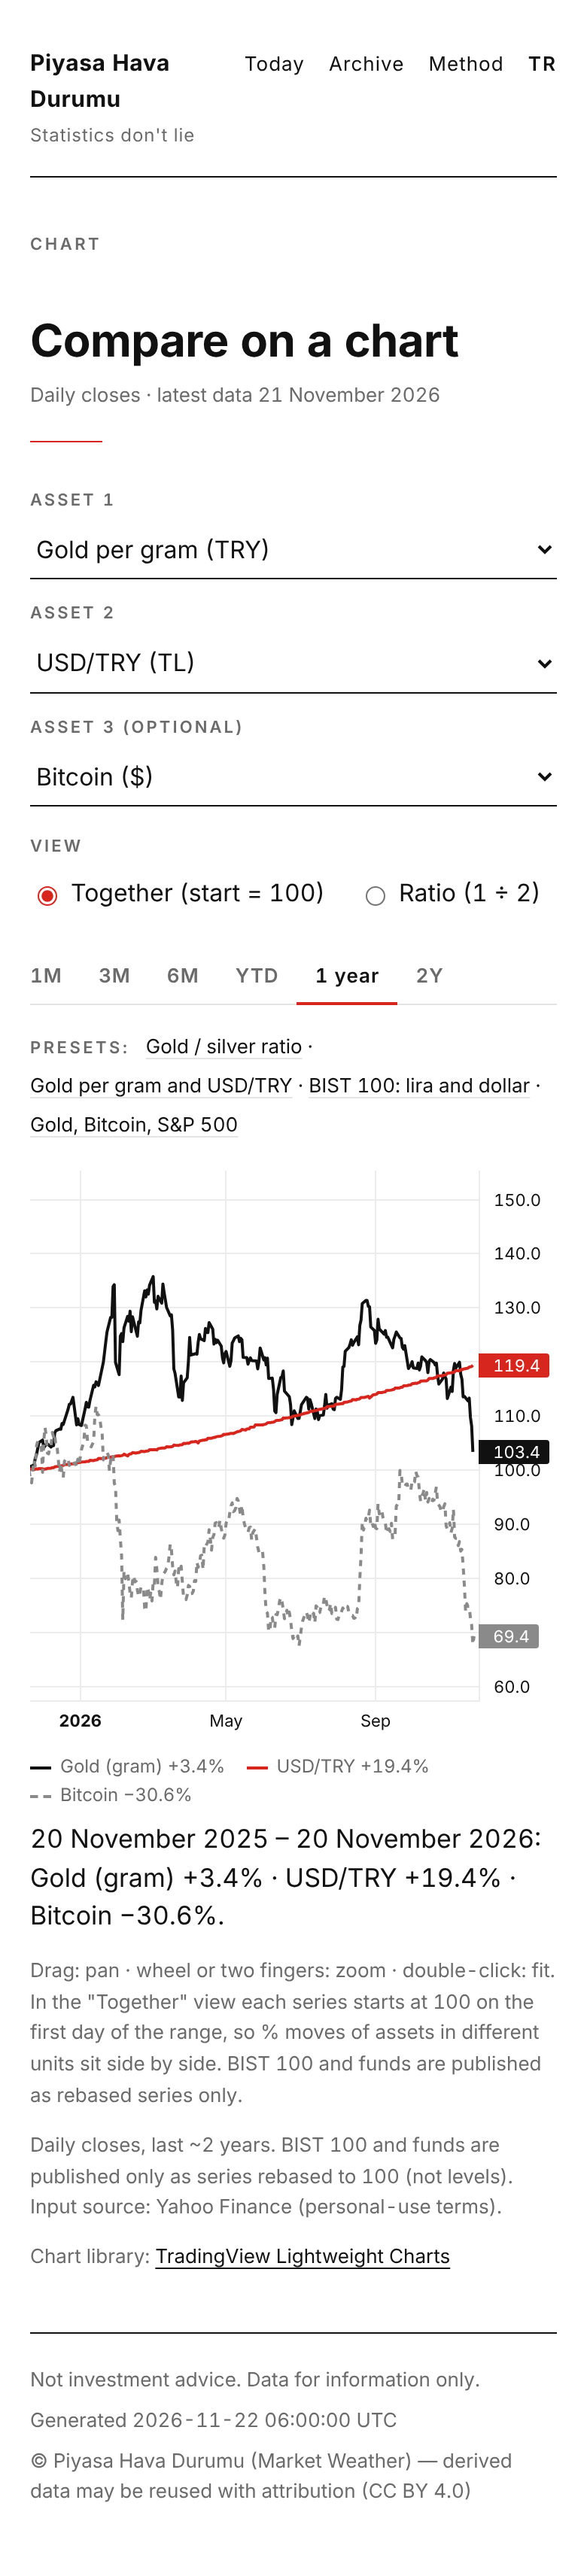 Piyasa Hava
Durumu
Statistics don't lie
Today Archive Method TR
CHART
Compare on a chart
Daily closes · latest data 21 November 2026
ASSET 1
Gold per gram (TRY)
ASSET 2
USD/TRY (TL)
ASSET 3 (OPTIONAL)
Bitcoin ($)
VIEW
Together (start = 100) Ratio (1 ÷ 2)
1M 3M 6M YTD 1 year 2Y
PRESETS: Gold / silver ratio ·
Gold per gram and USD/TRY · BIST 100: lira and dollar ·
Gold, Bitcoin, S&P 500
150.0
140.0
130.0
119.4
110.0
103.4
100.0
90.0
80.0
69.4
60.0
2026 May Sep
Gold (gram) +3.4% USD/TRY +19.4%
Bitcoin −30.6%
20 November 2025 – 20 November 2026:
Gold (gram) +3.4% · USD/TRY +19.4% ·
Bitcoin −30.6%.
Drag: pan · wheel or two fingers: zoom · double-click: fit.
In the "Together" view each series starts at 100 on the
first day of the range, so % moves of assets in different
units sit side by side. BIST 100 and funds are published
as rebased series only.
Daily closes, last ~2 years. BIST 100 and funds are
published only as series rebased to 100 (not levels).
Input source: Yahoo Finance (personal-use terms).
Chart library: TradingView Lightweight Charts
Not investment advice. Data for information only.
Generated 2026-11-22 06:00:00 UTC
© Piyasa Hava Durumu (Market Weather) — derived
data may be reused with attribution (CC BY 4.0)